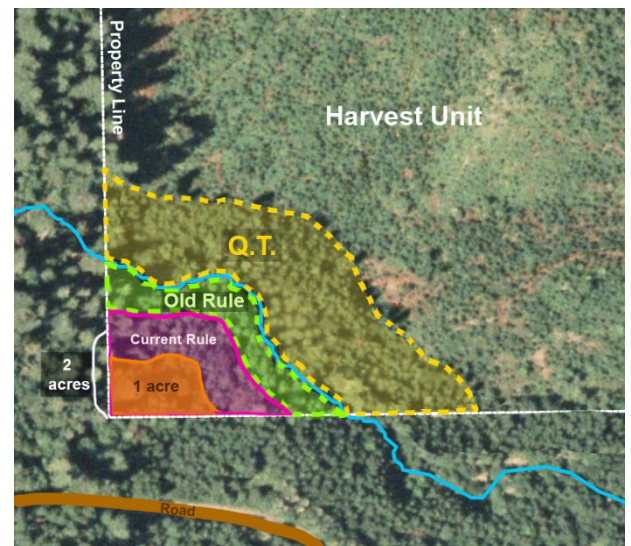 Property Line
Harvest Unit
Q.T.
Old Rule
Current Rule
2
acres
1 acre
Road